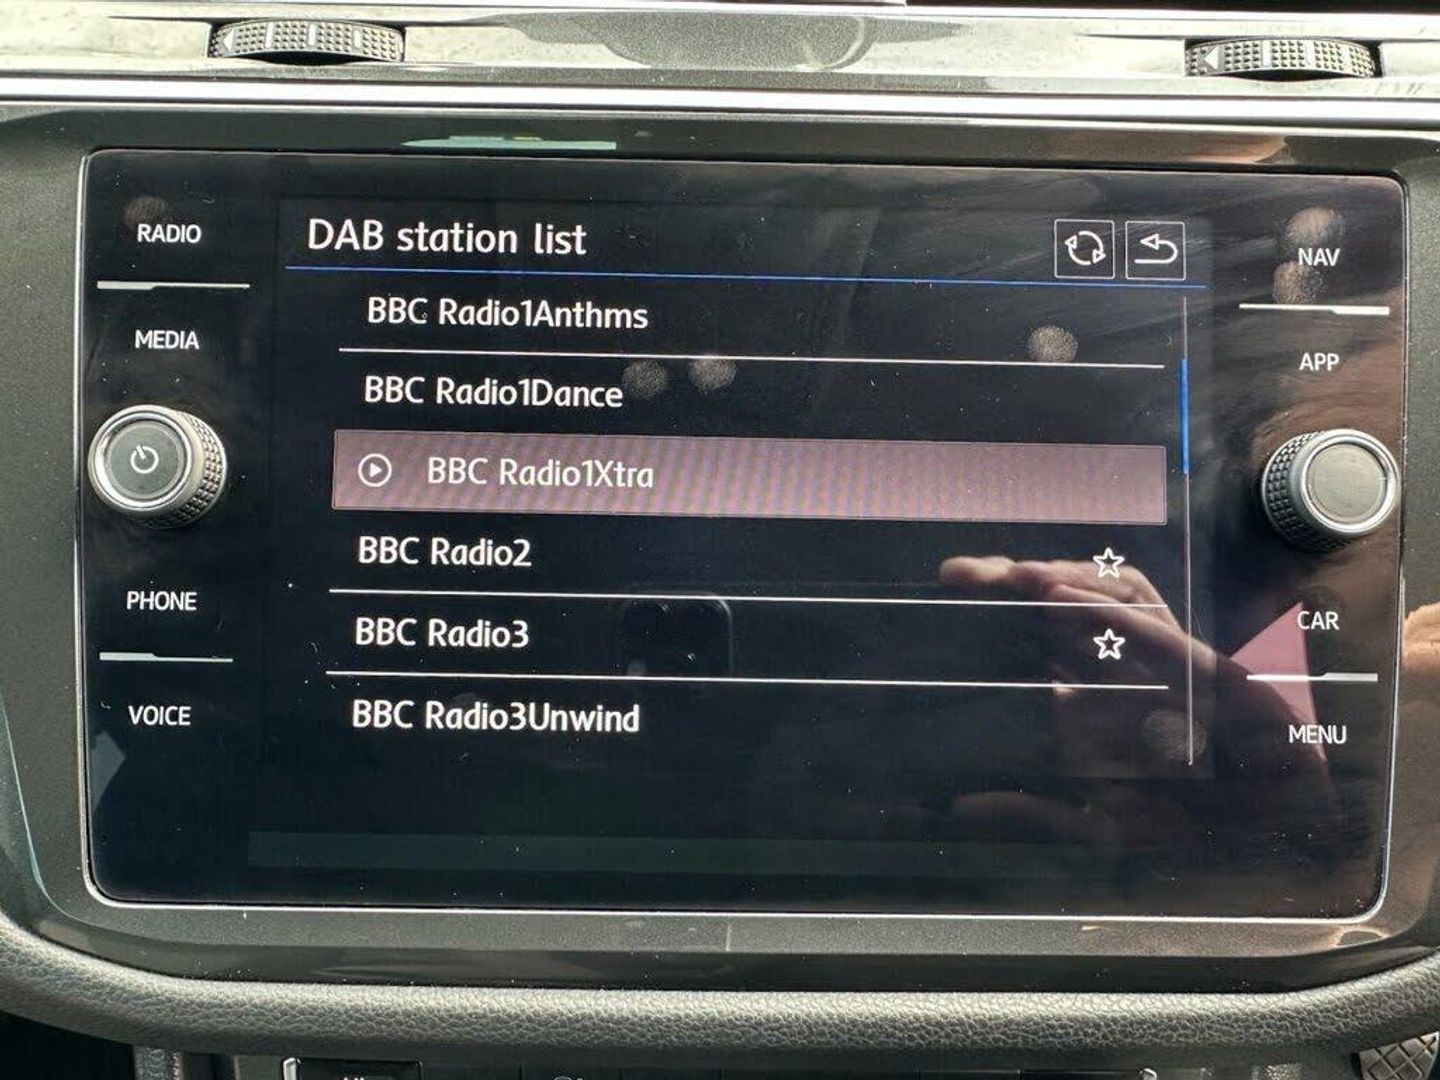 DAB station list
RADIO
MEDIA
PHONE
VOICE
BBC Radio1Anthms
BBC Radio1Dance
BBC Radio1Xtra
BBC Radio2
BBC Radio3
BBC Radio3Unwind
NAV
APP
CAR
MENU